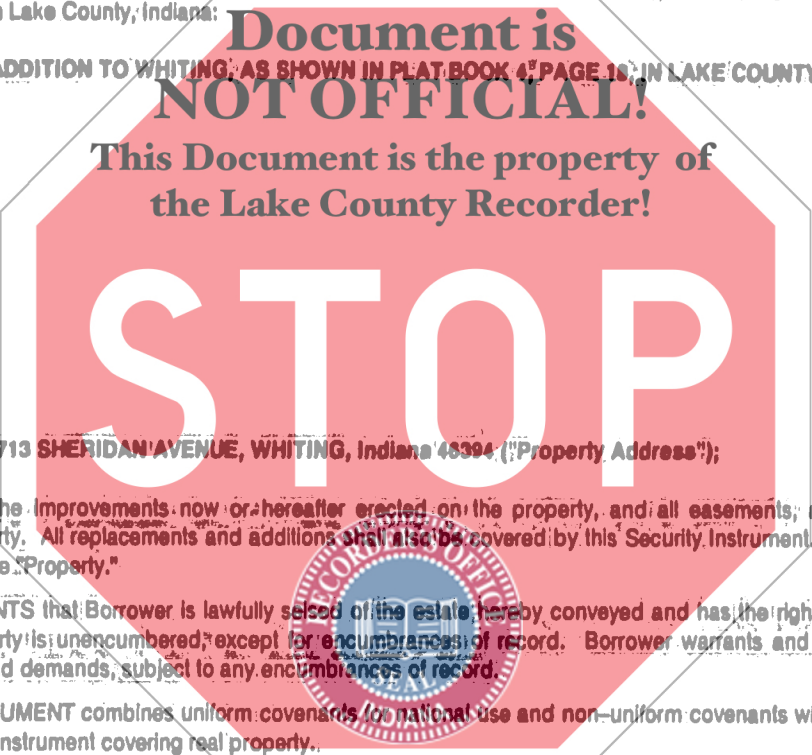 Lake County, Indiana:
Document is
ADDITION TO WHITING, AS SHOWN IN PLAT BOOK 4, PAGE IN LAKE COUNTY
NOT OFFICIAL!
This Document is the property of
the Lake County Recorder!
STOP
713 SHERIDAN AVENUE, WHITING, Indiana 46394 ("Property Address");
he improvements now or hereafter erected on the property, and all easements,
ty. All replacements and additions shall also be covered by this Security Instrument.
e "Property."
NTS that Borrower is lawfully seised of the estate hereby conveyed and has the righ
rty is unencumbered, except for encumbrances of record. Borrower warrants and
d demands, subject to any encumbrances of record.
UMENT combines uniform covenants for national use and non-uniform covenants wi
nstrument covering real property.
RECORDER'S OFFICE
SEAL